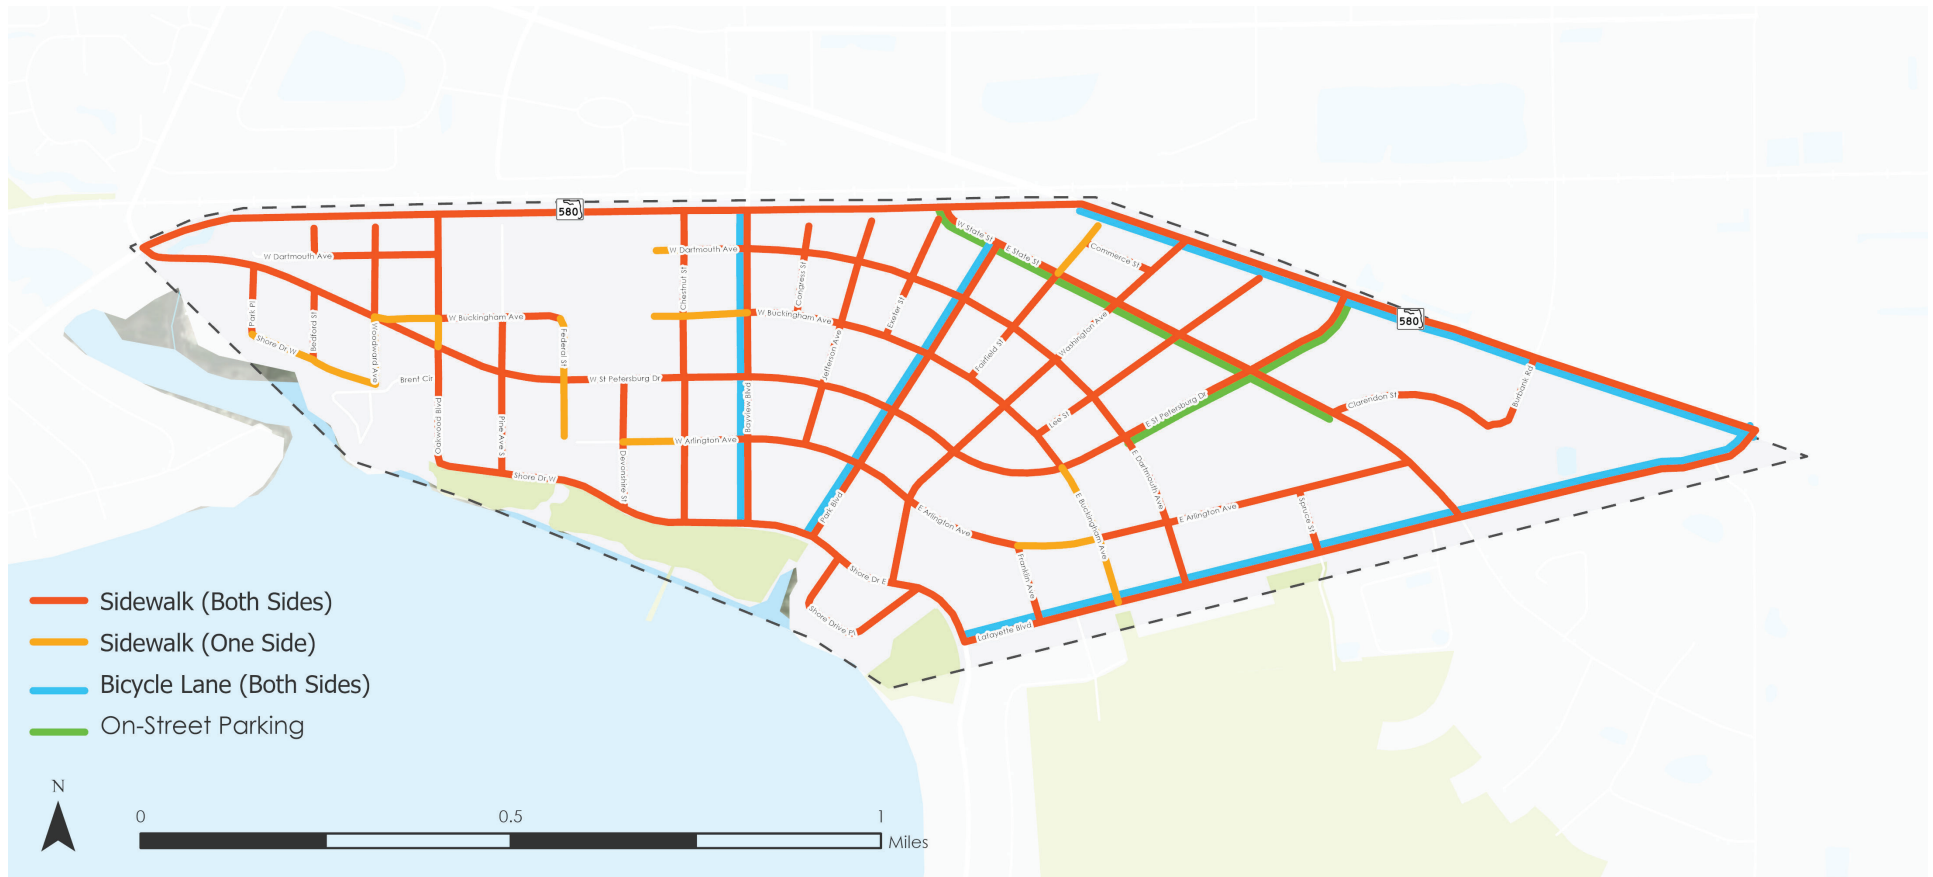 580
W State St
E State St
Commerce St
W Dartmouth Ave
W Dartmouth Ave
Chestnut St
Congress St
Exeter St
Park Pl
W Buckingham Ave
W Buckingham Ave
Washington Ave
580
Shore Dr W
Bedford St
Woodward Ave
Federal St
Jefferson Ave
Fairfield St
Brent Cir
W St Petersburg Dr
Bayview Blvd
Burbank Rd
Clarendon St
E St Petersburg Dr
Lee St
Oakwood Blvd
Pine Ave S
W Arlington Ave
Devonshire St
Shore Dr W
Park Blvd
E Dartmouth Ave
E Buckingham Ave
E Arlington Ave
E Arlington Ave
Spruce St
Shore Dr E
Franklin Ave
Shore Drive Pl
Lafayette Blvd
Sidewalk (Both Sides)
Sidewalk (One Side)
Bicycle Lane (Both Sides)
On-Street Parking
N
0 0.5 1
Miles